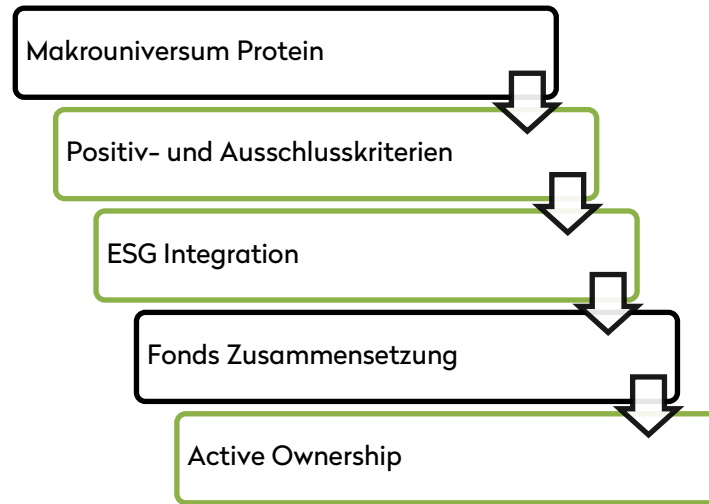 Makrouniversum Protein
Positiv- und Ausschlusskriterien
ESG Integration
Fonds Zusammensetzung
Active Ownership